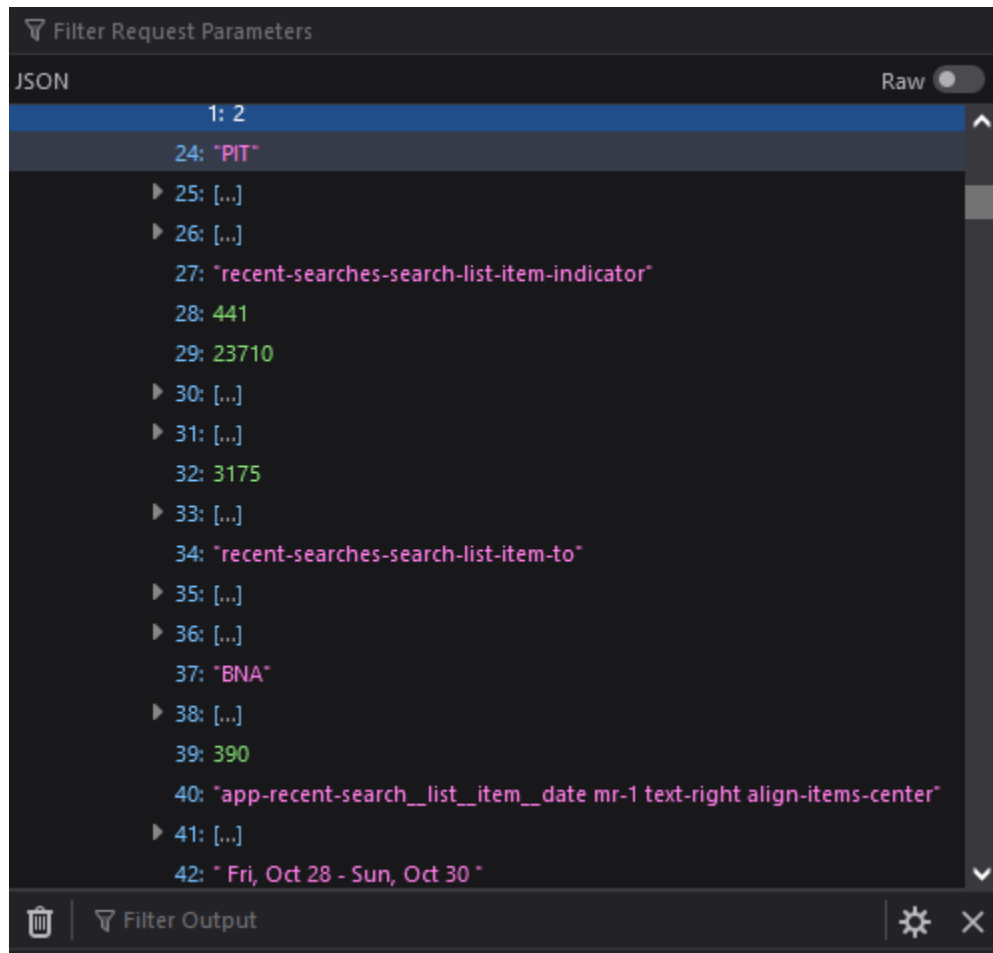 Filter Request Parameters
JSON Raw
1: 2
24: "PIT"
25: […]
26: […]
27: "recent-searches-search-list-item-indicator"
28: 441
29: 23710
30: […]
31: […]
32: 3175
33: […]
34: "recent-searches-search-list-item-to"
35: […]
36: […]
37: "BNA"
38: […]
39: 390
40: "app-recent-search__list__item__date mr-1 text-right align-items-center"
41: […]
42: " Fri, Oct 28 - Sun, Oct 30 "
Filter Output